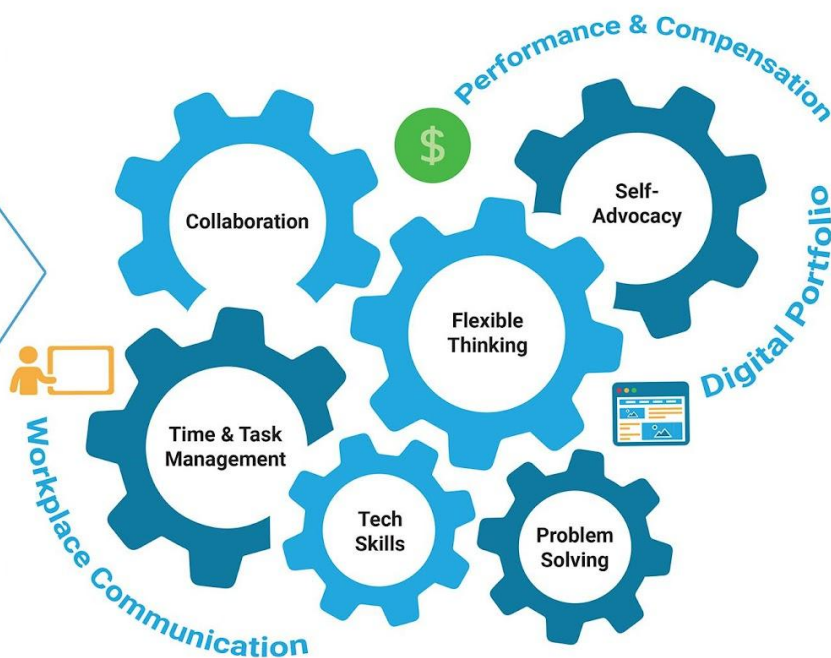 Performance & Compensation
$
Collaboration
Self-
Advocacy
Digital Portfolio
Flexible
Thinking
Time & Task
Management
Workplace Communication
Tech
Skills
Problem
Solving